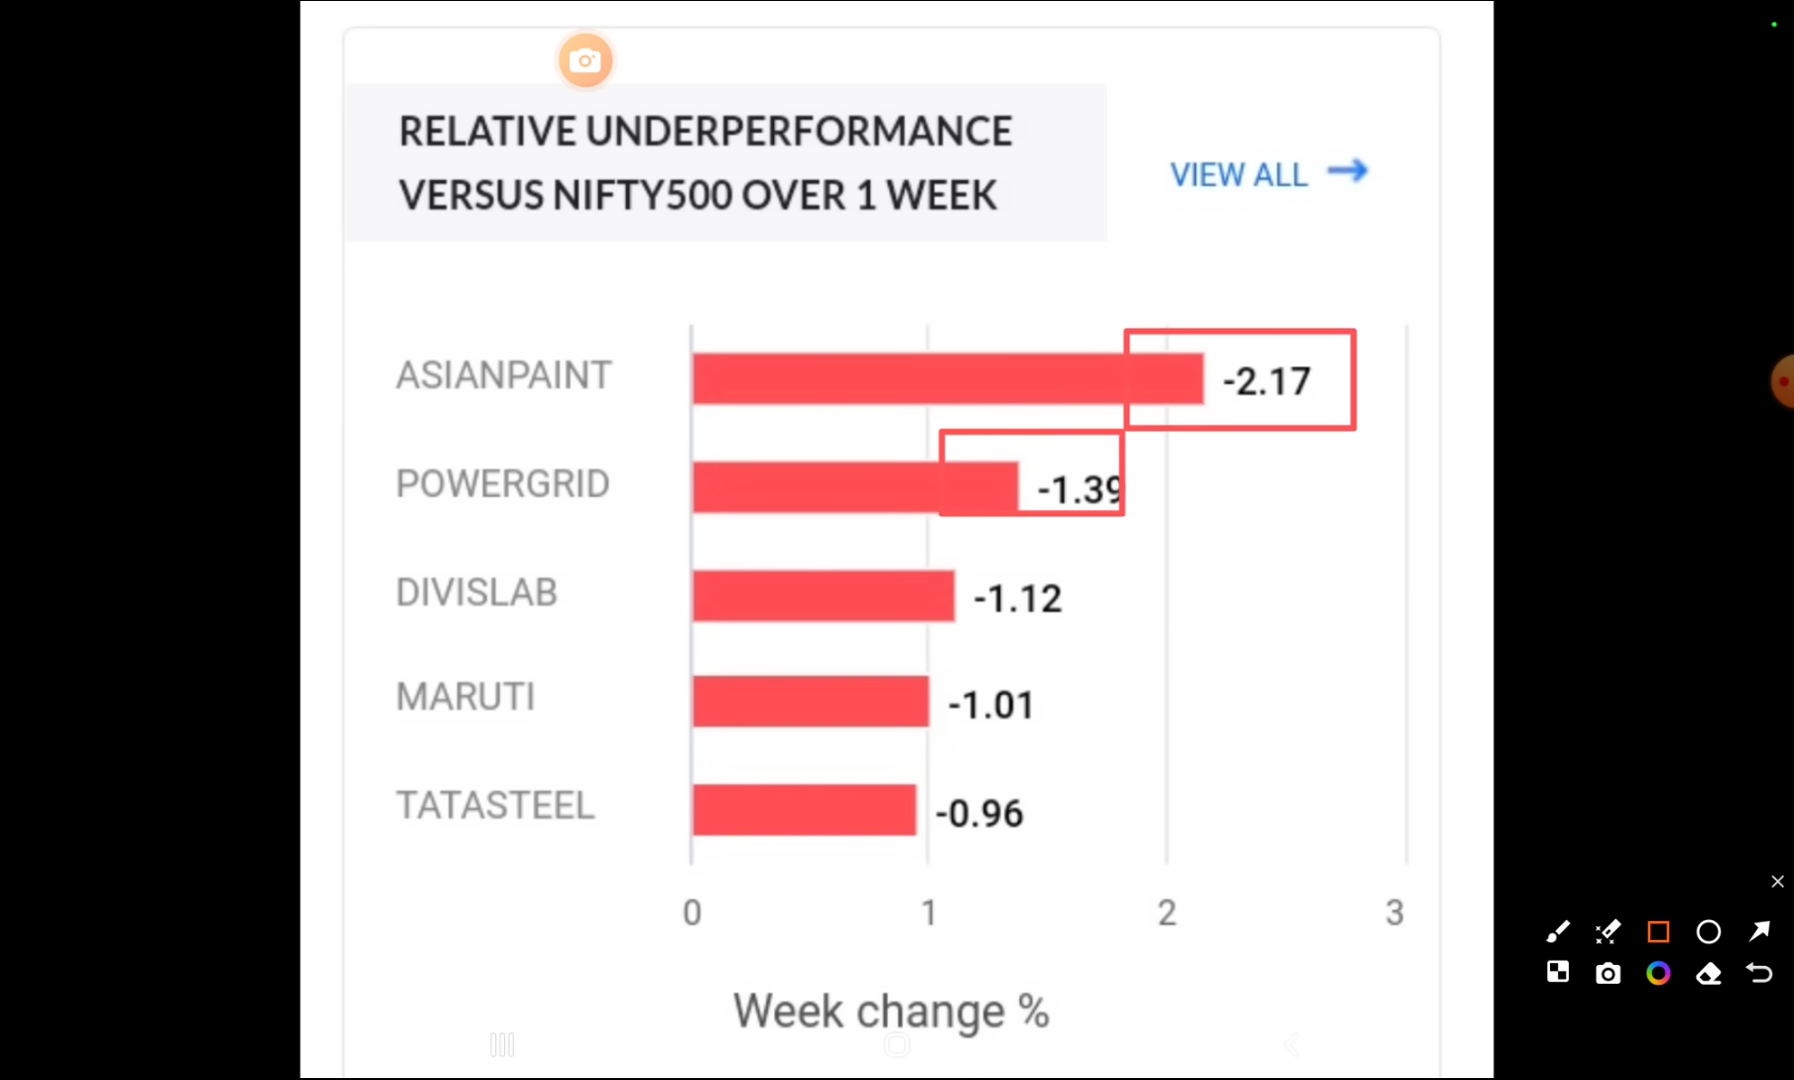 RELATIVE UNDERPERFORMANCE
VERSUS NIFTY500 OVER 1 WEEK
VIEW ALL
ASIANPAINT
-2.17
POWERGRID
-1.39
DIVISLAB
-1.12
MARUTI
-1.01
TATASTEEL
-0.96
0 1 2 3
Week change %